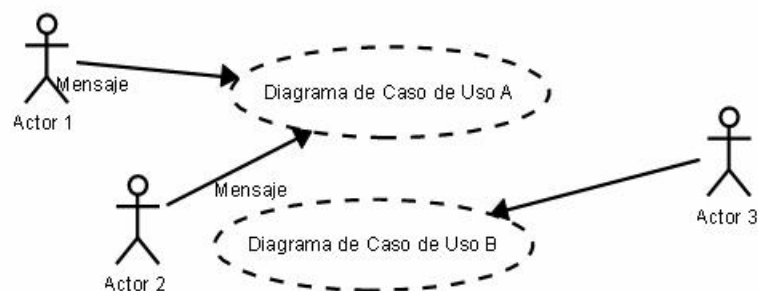 Mensaje
Diagrama de Caso de Uso A
Actor 1
Mensaje
Diagrama de Caso de Uso B
Actor 3
Actor 2